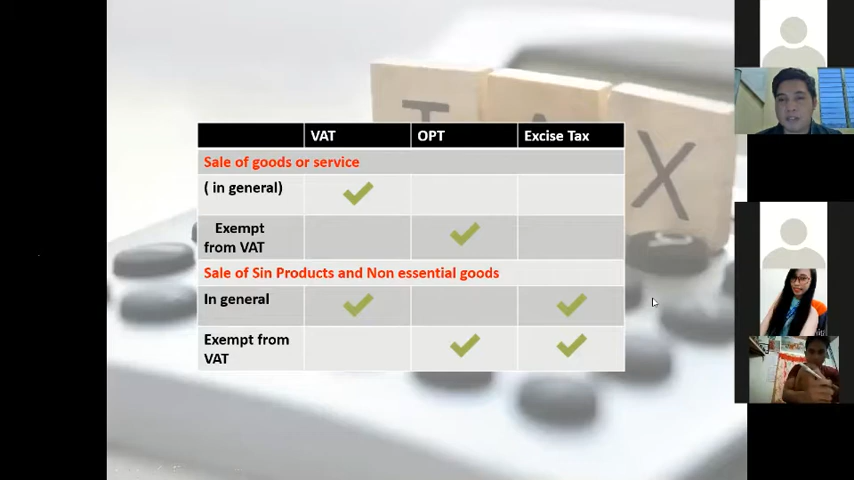 T A X
VAT OPT Excise Tax
Sale of goods or service
( in general)
Exempt
from VAT
Sale of Sin Products and Non essential goods
In general
Exempt from
VAT